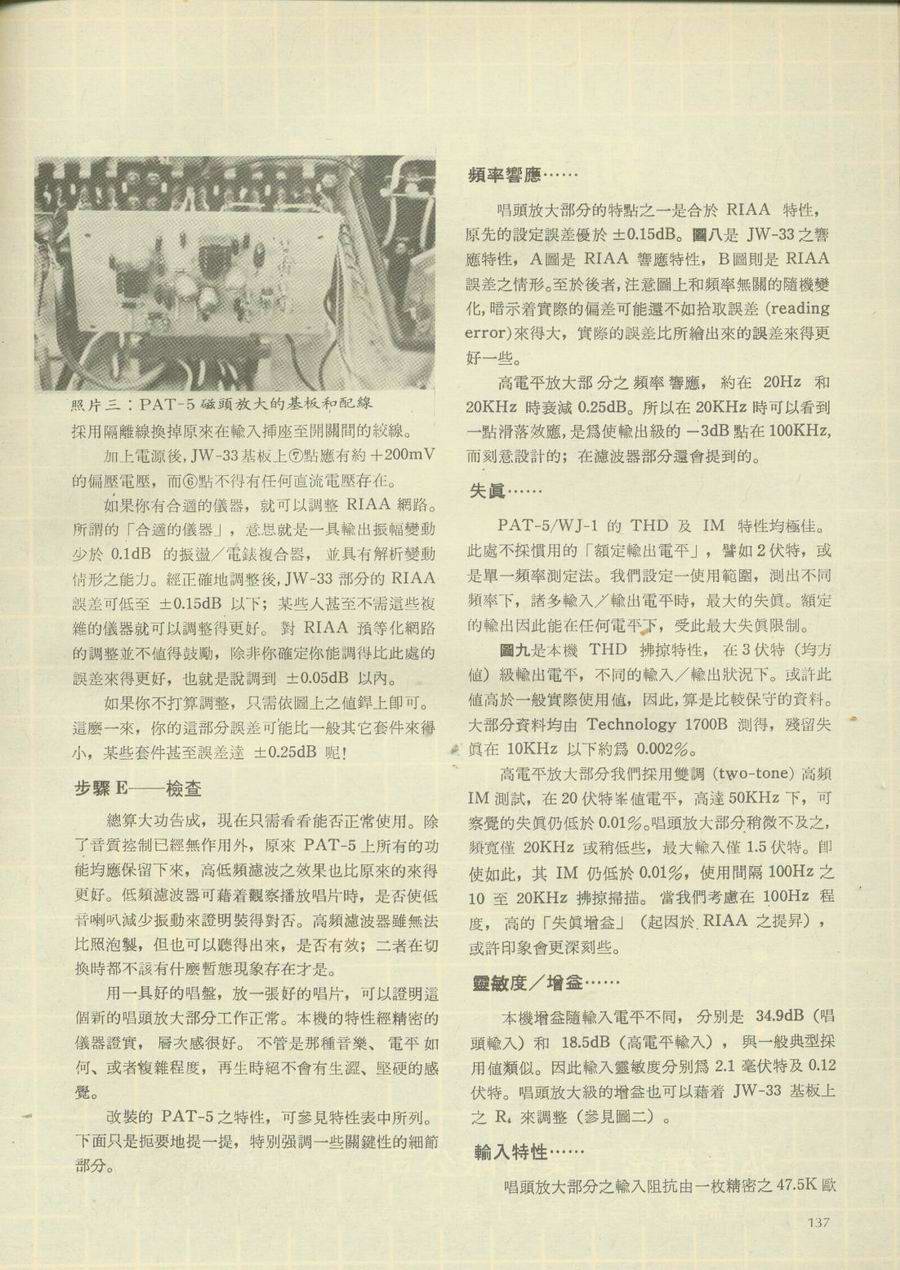 照片三：PAT-5 磁頭放大的基板和配線
採用隔離線換掉原來在輸入揷座至開關間的絞線。
加上電源後，JW-33基板上⑦點應有約＋200mV
的偏壓電壓，而⑥點不得有任何直流電壓存在。
如果你有合適的儀器，就可以調整 RIAA 網路。
所謂的「合適的儀器」，意思就是一具輸出振幅變動
少於 0.1dB 的振盪／電錶複合器， 並具有解析變動
情形之能力。經正確地調整後，JW-33 部分的 RIAA
誤差可低至 ±0.15dB 以下；某些人甚至不需這些複
雜的儀器就可以調整得更好。 對 RIAA 預等化網路
的調整並不値得鼓勵，除非你確定你能調得比此處的
誤差來得更好，也就是說調到 ±0.05dB 以內。
如果你不打算調整，只需依圖上之値銲上卽可。
這麽一來，你的這部分誤差可能比一般其它套件來得
小，某些套件甚至誤差達 ±0.25dB 呢！
步驟 E——檢查
總算大功告成，現在只需看看能否正常使用。除
了音質控制已經無作用外，原來 PAT-5 上所有的功
能均應保留下來，高低頻濾波之效果也比原來的來得
更好。低頻濾波器可藉着觀察播放唱片時，是否使低
音喇叭減少振動來證明裝得對否。高頻濾波器雖無法
比照泡製，但也可以聽得出來，是否有效；二者在切
換時都不該有什麽暫態現象存在才是。
用一具好的唱盤，放一張好的唱片，可以證明這
個新的唱頭放大部分工作正常。本機的特性經精密的
儀器證實， 層次感很好。 不管是那種音樂、 電平 如
何、或者複雜程度，再生時絕不會有生澀、堅硬的感
覺。
改裝的 PAT-5之特性，可參見特性表中所列。
下面只是扼要地提一提，特別强調一些關鍵性的細節
部分。
頻率響應……
唱頭放大部分的特點之一是合於 RIAA 特性，
原先的設定誤差優於 ±0.15dB。圖八是 JW-33之響
應特性，A圖是 RIAA 響應特性，B圖則是 RIAA
誤差之情形。至於後者，注意圖上和頻率無關的隨機變
化，暗示着實際的偏差可能還不如拾取誤差 (reading
error)來得大，實際的誤差比所繪出來的誤差來得更
好一些。
高電平放大部 分之 頻率 響應， 約在 20Hz 和
20KHz 時衰減 0.25dB。所以在 20KHz 時可以看到
一點滑落效應，是爲使輸出級的 －3dB 點在 100KHz，
而刻意設計的；在濾波器部分還會提到的。
失眞……
PAT-5/WJ-1 的 THD 及 IM 特性均極佳。
此處不採慣用的「額定輸出電平」，譬如２伏特，或
是單一頻率測定法。我們設定一使用範圍，測出不同
頻率下，諸多輸入／輸出電平時，最大的失眞。額定
的輸出因此能在任何電平下，受此最大失眞限制。
圖九是本機 THD 拂掠特性， 在３伏特（均方
値）級輸出電平，不同的輸入／輸出狀況下。或許此
値高於一般實際使用値，因此，算是比較保守的資料。
大部分資料均由 Technology 1700B 測得，殘留失
眞在 10KHz 以下約爲 0.002%。
高電平放大部分我們採用雙調 (two-tone) 高頻
IM 測試，在 20 伏特峯値電平，高達 50KHz 下，可
察覺的失眞仍低於 0.01%。唱頭放大部分稍微不及之，
頻寬僅 20KHz 或稍低些，最大輸入僅 1.5 伏特。卽
使如此，其 IM 仍低於 0.01%，使用間隔 100Hz 之
10 至 20KHz 拂掠掃描。 當我們考慮在 100Hz 程
度， 高的「失眞增益」（起因於 RIAA 之提昇），
或許印象會更深刻些。
靈敏度／增益……
本機增益隨輸入電平不同， 分別是 34.9dB（唱
頭輸入）和 18.5dB（高電平輸入）， 與一般典型採
用値類似。因此輸入靈敏度分別爲 2.1 毫伏特及 0.12
伏特。唱頭放大級的增益也可以藉着 JW-33 基板上
之 R₄ 來調整（參見圖二）。
輸入特性……
唱頭放大部分之輸入阻抗由一枚精密之 47.5K 歐
137